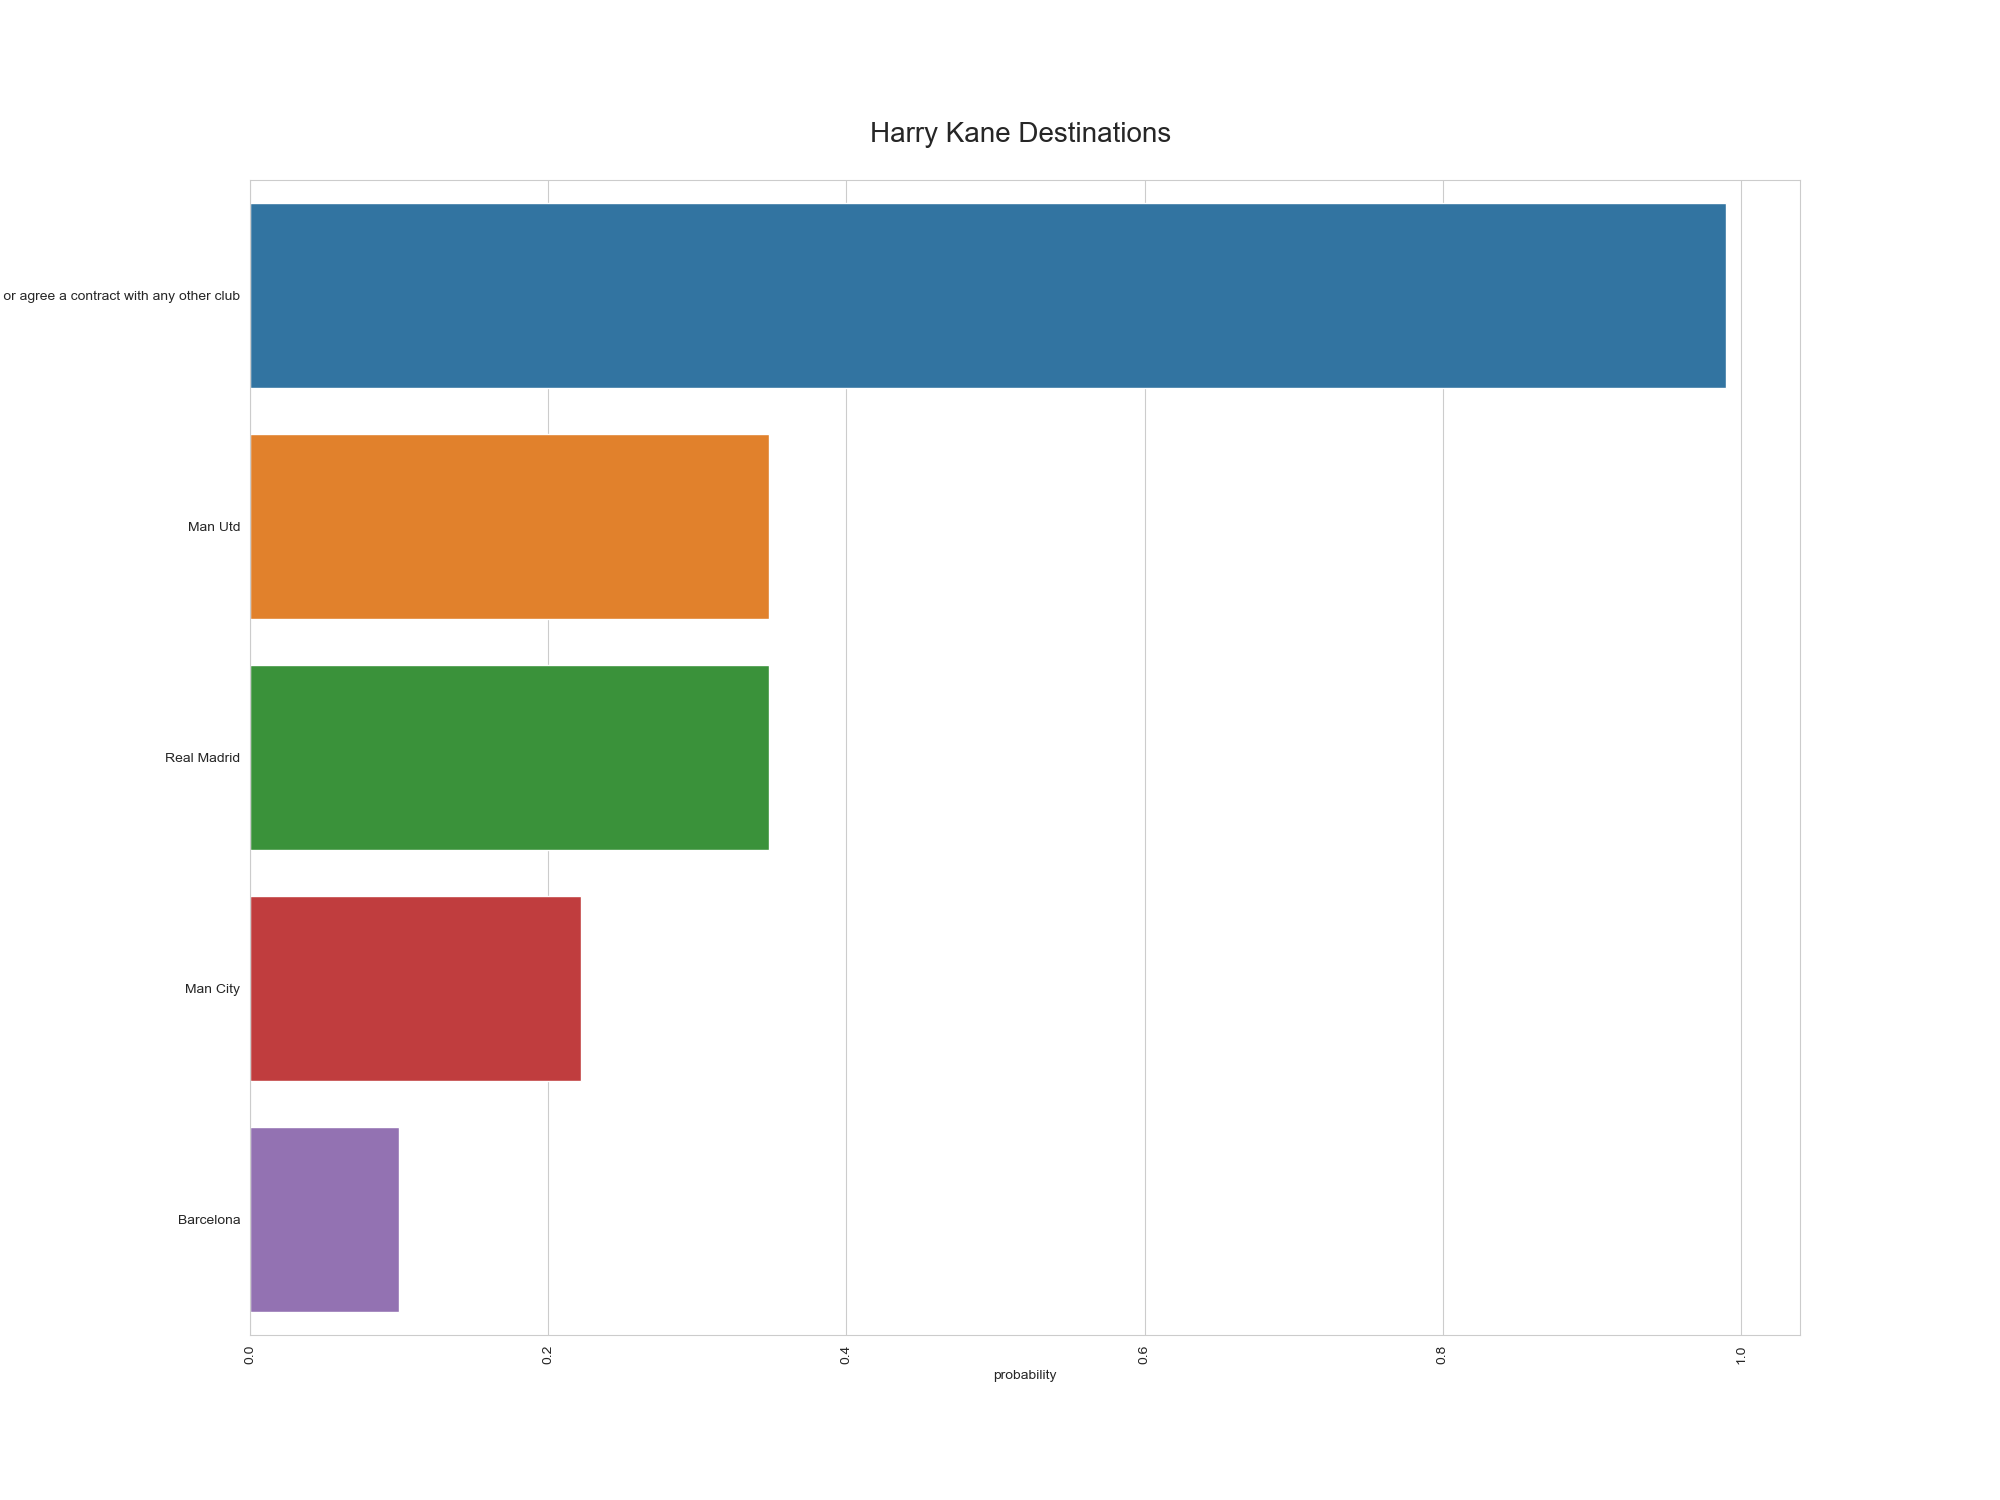 Harry Kane Destinations
or agree a contract with any other club
Man Utd
Real Madrid
Man City
Barcelona
0.0
0.2
0.4
0.6
0.8
1.0
probability